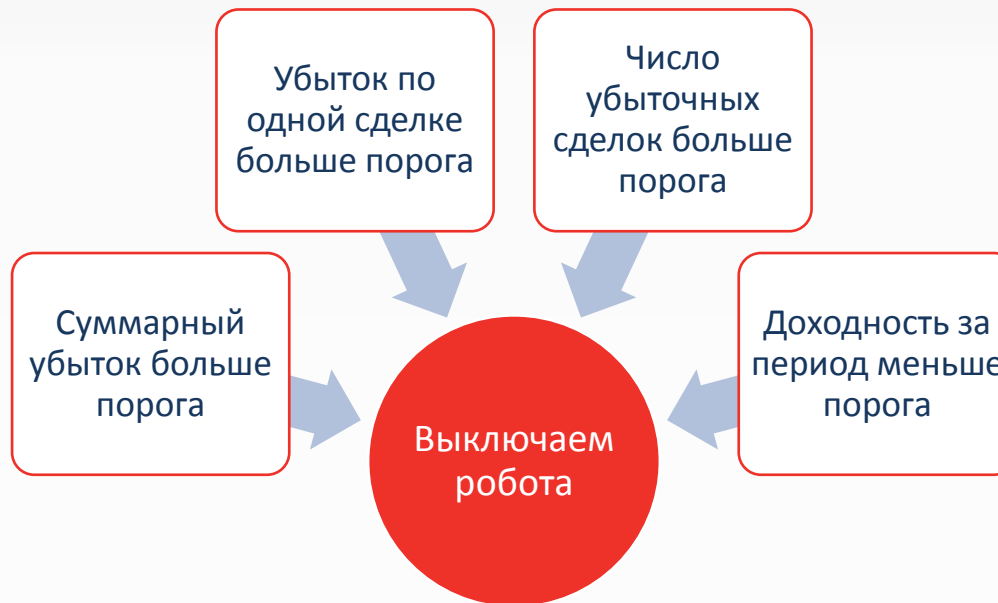 Суммарный
убыток больше
порога
Убыток по
одной сделке
больше порога
Число
убыточных
сделок больше
порога
Доходность за
период меньше
порога
Выключаем
робота